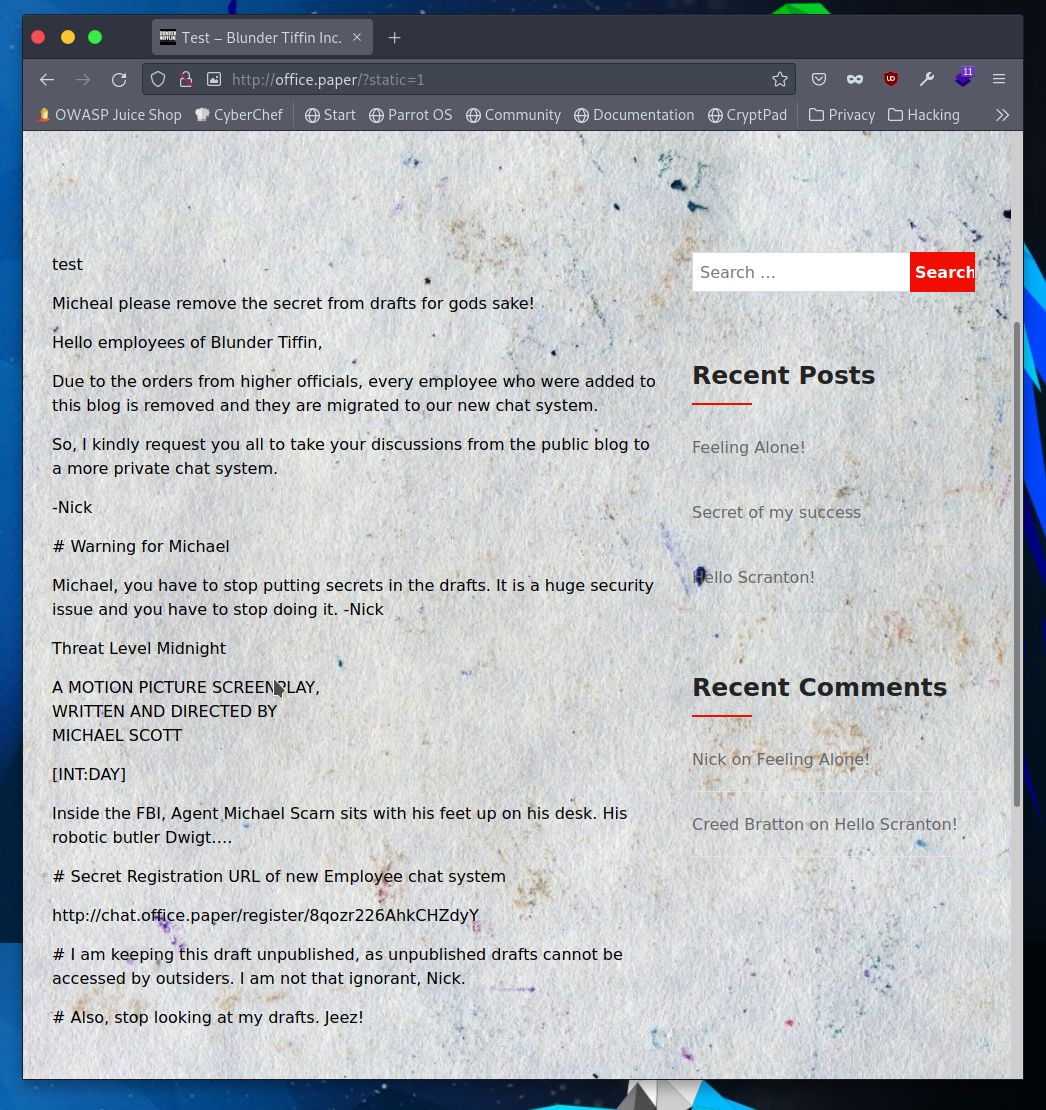 Test – Blunder Tiffin Inc.
http://office.paper/?static=1
11
OWASP Juice Shop CyberChef Start Parrot OS Community Documentation CryptPad Privacy Hacking
test
Micheal please remove the secret from drafts for gods sake!
Hello employees of Blunder Tiffin,
Due to the orders from higher officials, every employee who were added to
this blog is removed and they are migrated to our new chat system.
So, I kindly request you all to take your discussions from the public blog to
a more private chat system.
-Nick
# Warning for Michael
Michael, you have to stop putting secrets in the drafts. It is a huge security
issue and you have to stop doing it. -Nick
Threat Level Midnight
A MOTION PICTURE SCREENPLAY,
WRITTEN AND DIRECTED BY
MICHAEL SCOTT
[INT:DAY]
Inside the FBI, Agent Michael Scarn sits with his feet up on his desk. His
robotic butler Dwigt….
# Secret Registration URL of new Employee chat system
http://chat.office.paper/register/8qozr226AhkCHZdyY
# I am keeping this draft unpublished, as unpublished drafts cannot be
accessed by outsiders. I am not that ignorant, Nick.
# Also, stop looking at my drafts. Jeez!
Search …
Search
Recent Posts
Feeling Alone!
Secret of my success
Hello Scranton!
Recent Comments
Nick on Feeling Alone!
Creed Bratton on Hello Scranton!